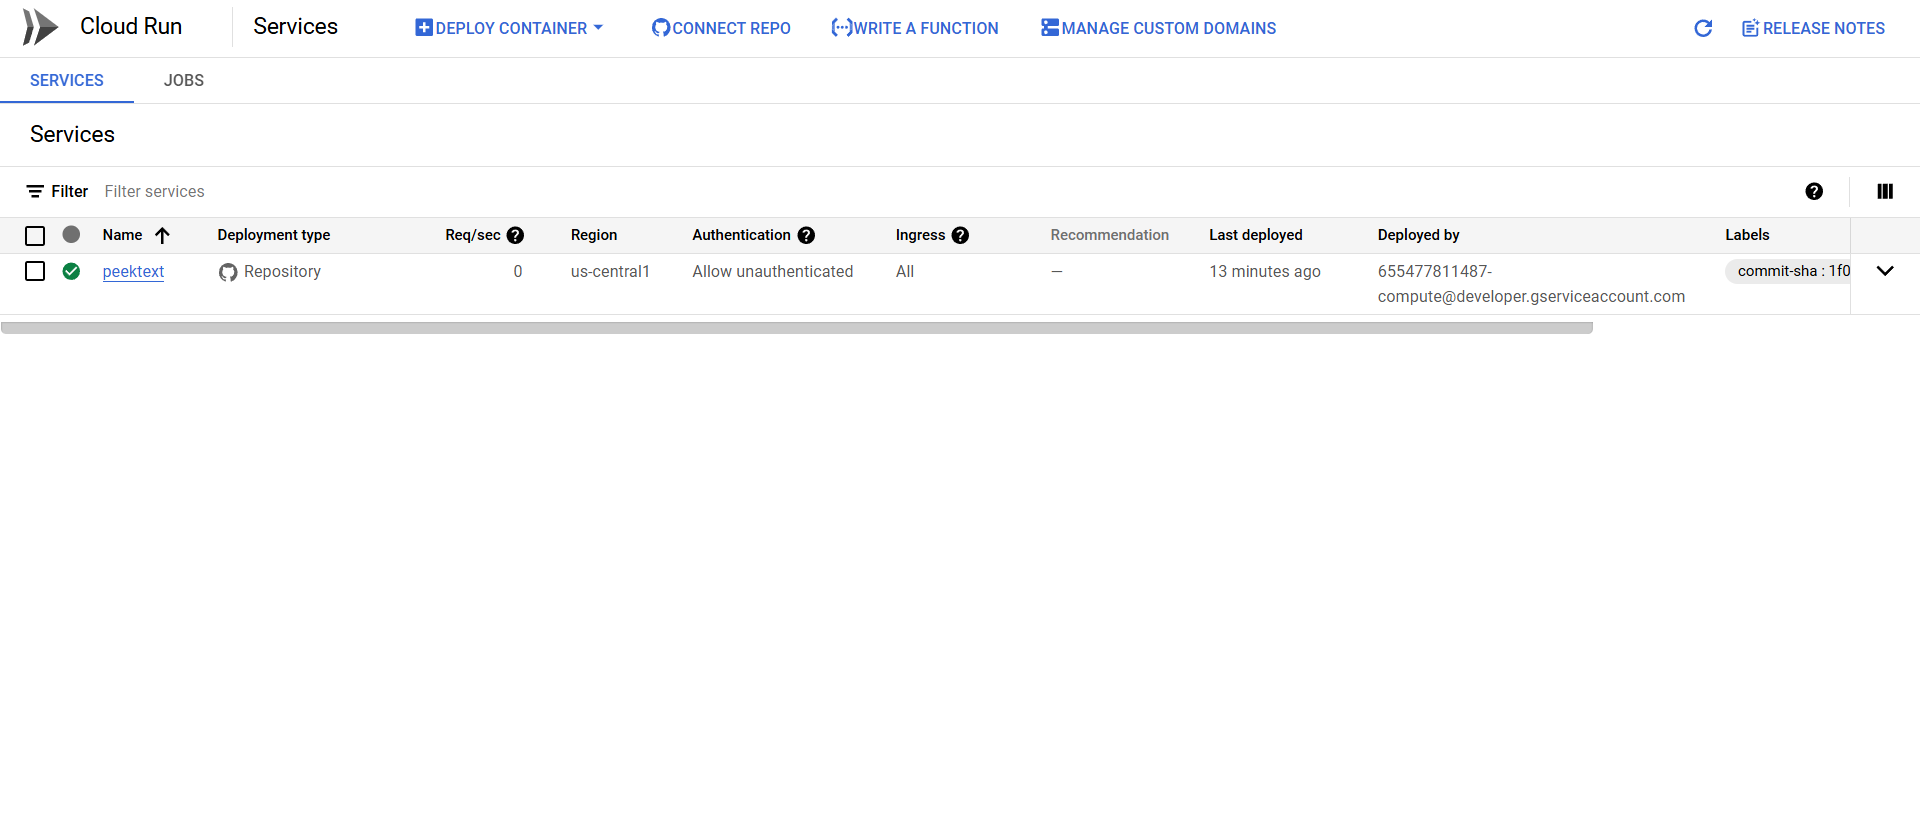 Cloud Run
Services
DEPLOY CONTAINER
CONNECT REPO
WRITE A FUNCTION
MANAGE CUSTOM DOMAINS
RELEASE NOTES
SERVICES
JOBS
Services
Filter
Filter services
Name
Deployment type
Req/sec
Region
Authentication
Ingress
Recommendation
Last deployed
Deployed by
Labels
peektext
Repository
0
us-central1
Allow unauthenticated
All
—
13 minutes ago
655477811487-
compute@developer.gserviceaccount.com
commit-sha : 1f0